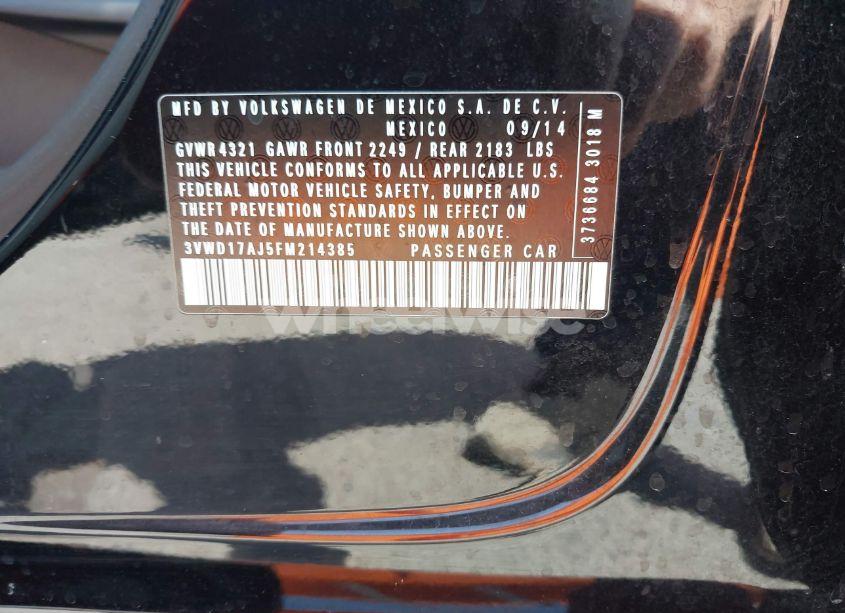 MFD BY VOLKSWAGEN DE MEXICO S.A. DE C.V.
MEXICO 09/14
GVWR 4321 GAWR FRONT 2249 / REAR 2183 LBS
THIS VEHICLE CONFORMS TO ALL APPLICABLE U.S.
FEDERAL MOTOR VEHICLE SAFETY, BUMPER AND
THEFT PREVENTION STANDARDS IN EFFECT ON
THE DATE OF MANUFACTURE SHOWN ABOVE.
3VWD17AJ5FM214385 PASSENGER CAR
3736684 3018 M